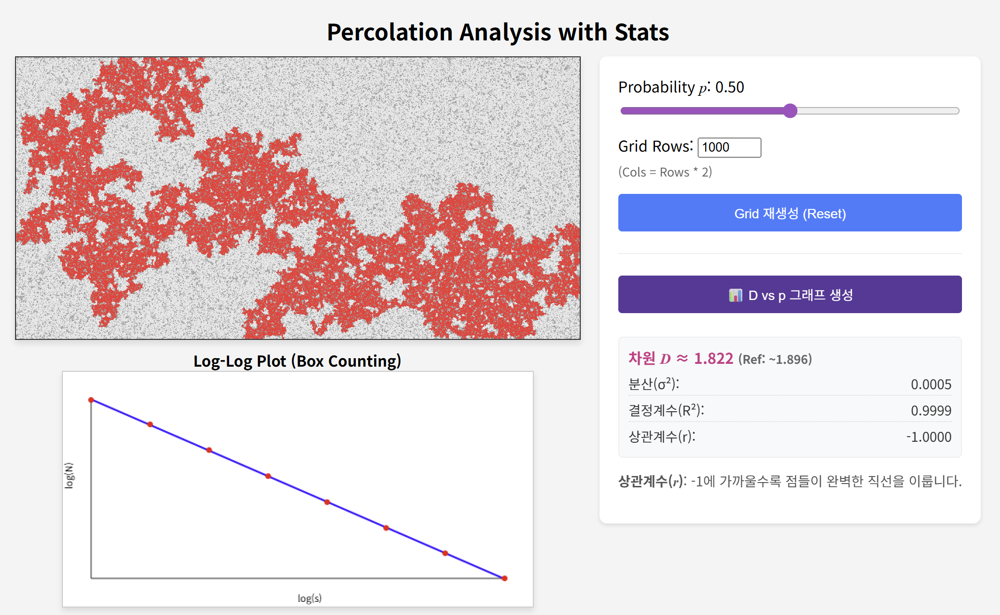 Percolation Analysis with Stats
Probability p: 0.50
Grid Rows: 1000
(Cols = Rows * 2)
Grid 재생성 (Reset)
📊 D vs p 그래프 생성
차원 D ≈ 1.822 (Ref: ~1.896)
분산(σ²): 0.0005
결정계수(R²): 0.9999
상관계수(r): -1.0000
상관계수(r): -1에 가까울수록 점들이 완벽한 직선을 이룹니다.
Log-Log Plot (Box Counting)
log(N)
log(s)